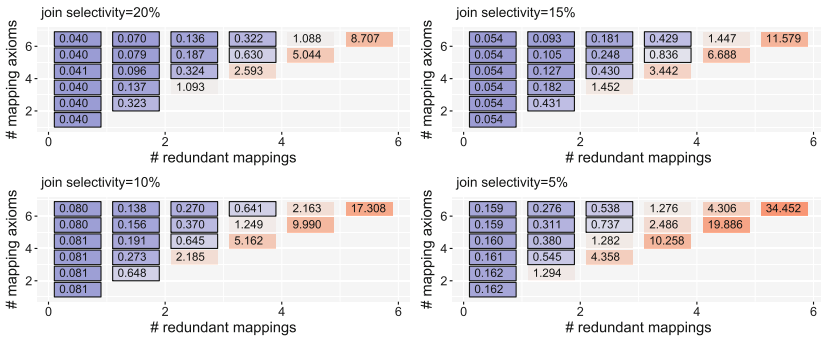 join selectivity=20%
# mapping axioms
6
4
2
0.040 0.070 0.136 0.322 1.088 8.707
0.040 0.079 0.187 0.630 5.044
0.041 0.096 0.324 2.593
0.040 0.137 1.093
0.040 0.323
0.040
0 2 4 6
# redundant mappings
join selectivity=15%
# mapping axioms
6
4
2
0.054 0.093 0.181 0.429 1.447 11.579
0.054 0.105 0.248 0.836 6.688
0.054 0.127 0.430 3.442
0.054 0.182 1.452
0.054 0.431
0.054
0 2 4 6
# redundant mappings
join selectivity=10%
# mapping axioms
6
4
2
0.080 0.138 0.270 0.641 2.163 17.308
0.080 0.156 0.370 1.249 9.990
0.081 0.191 0.645 5.162
0.081 0.273 2.185
0.081 0.648
0.081
0 2 4 6
# redundant mappings
join selectivity=5%
# mapping axioms
6
4
2
0.159 0.276 0.538 1.276 4.306 34.452
0.159 0.311 0.737 2.486 19.886
0.160 0.380 1.282 10.258
0.161 0.545 4.358
0.162 1.294
0.162
0 2 4 6
# redundant mappings